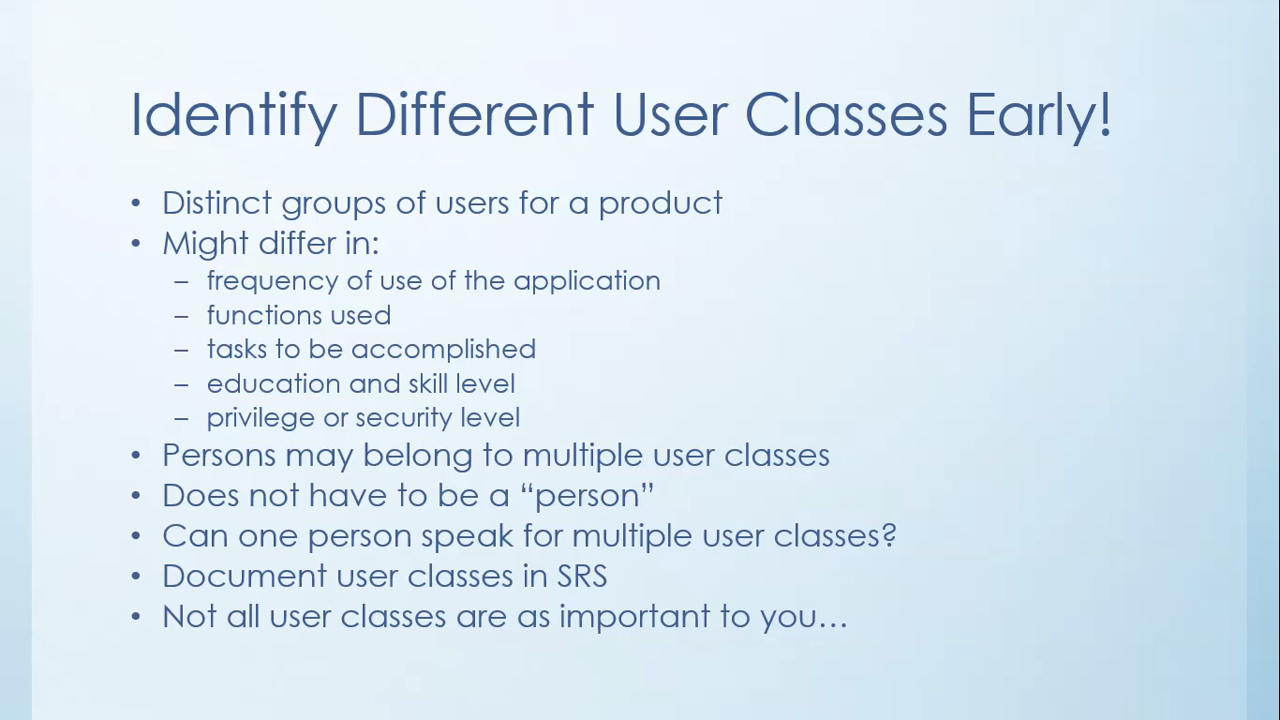 Identify Different User Classes Early!
• Distinct groups of users for a product
• Might differ in:
– frequency of use of the application
– functions used
– tasks to be accomplished
– education and skill level
– privilege or security level
• Persons may belong to multiple user classes
• Does not have to be a “person”
• Can one person speak for multiple user classes?
• Document user classes in SRS
• Not all user classes are as important to you…